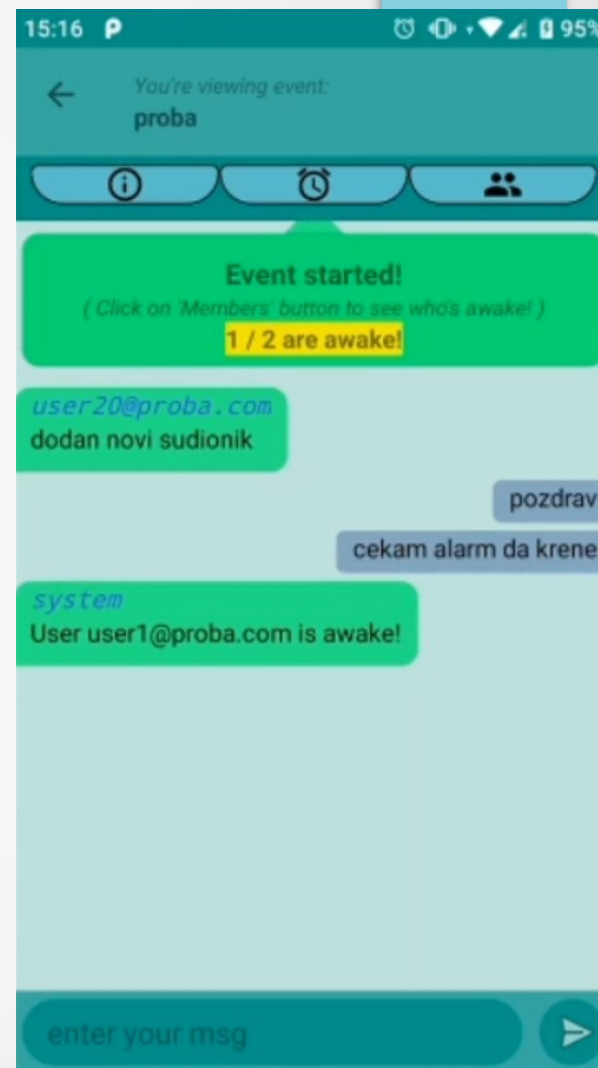 15:16 95%
You're viewing event:
proba
Event started!
( Click on 'Members' button to see who's awake! )
1 / 2 are awake!
user20@proba.com
dodan novi sudionik
pozdrav
cekam alarm da krene
system
User user1@proba.com is awake!
enter your msg